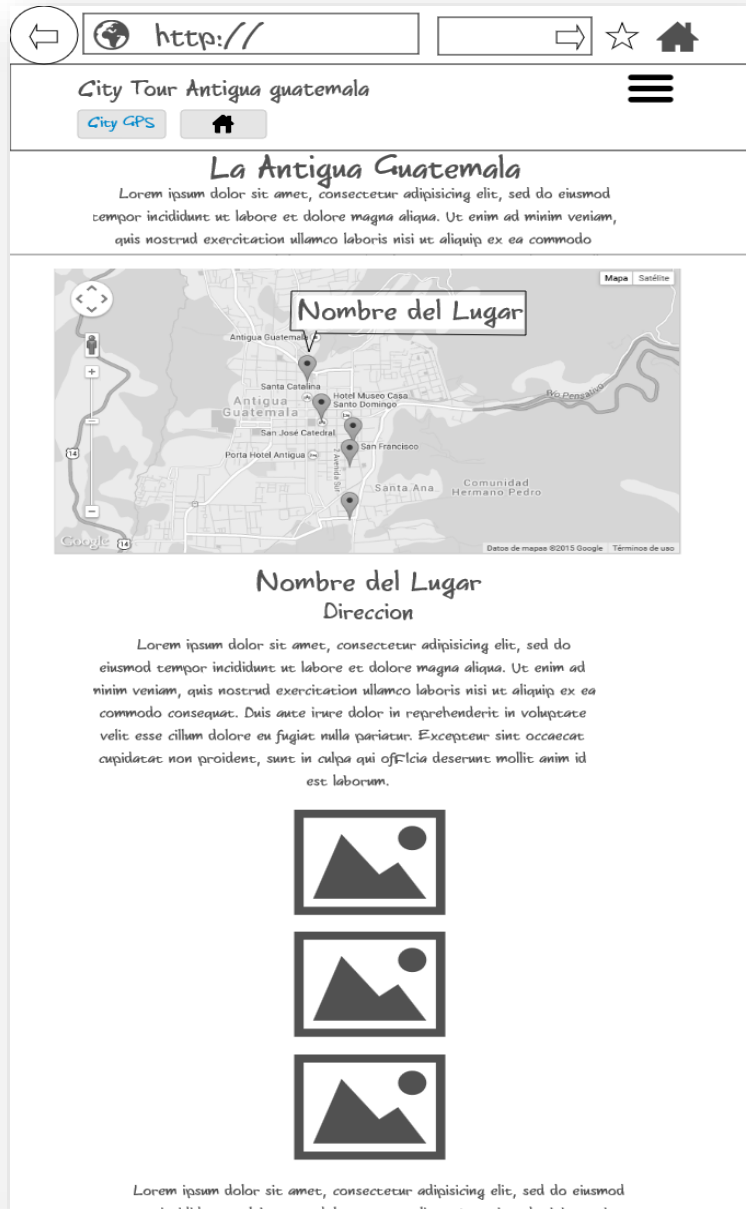 http://
City Tour Antigua guatemala
City GPS
La Antigua Guatemala
Lorem ipsum dolor sit amet, consectetur adipisicing elit, sed do eiusmod
tempor incididunt ut labore et dolore magna aliqua. Ut enim ad minim veniam,
quis nostrud exercitation ullamco laboris nisi ut aliquip ex ea commodo
Mapa Satélite
Nombre del Lugar
Antigua Guatemala
Santa Catalina
Hotel Museo Casa
Santo Domingo
Río Pensativo
Antigua
Guatemala
San José Catedral
San Francisco
Porta Hotel Antigua
2 Avenida Sur
14
Santa Ana
Comunidad
Hermano Pedro
Google
14
Datos de mapas ©2015 Google Términos de uso
Nombre del Lugar
Direccion
Lorem ipsum dolor sit amet, consectetur adipisicing elit, sed do
eiusmod tempor incididunt ut labore et dolore magna aliqua. Ut enim ad
minim veniam, quis nostrud exercitation ullamco laboris nisi ut aliquip ex ea
commodo consequat. Duis aute irure dolor in reprehenderit in voluptate
velit esse cillum dolore eu fugiat nulla pariatur. Excepteur sint occaecat
cupidatat non proident, sunt in culpa qui officia deserunt mollit anim id
est laborum.
Lorem ipsum dolor sit amet, consectetur adipisicing elit, sed do eiusmod